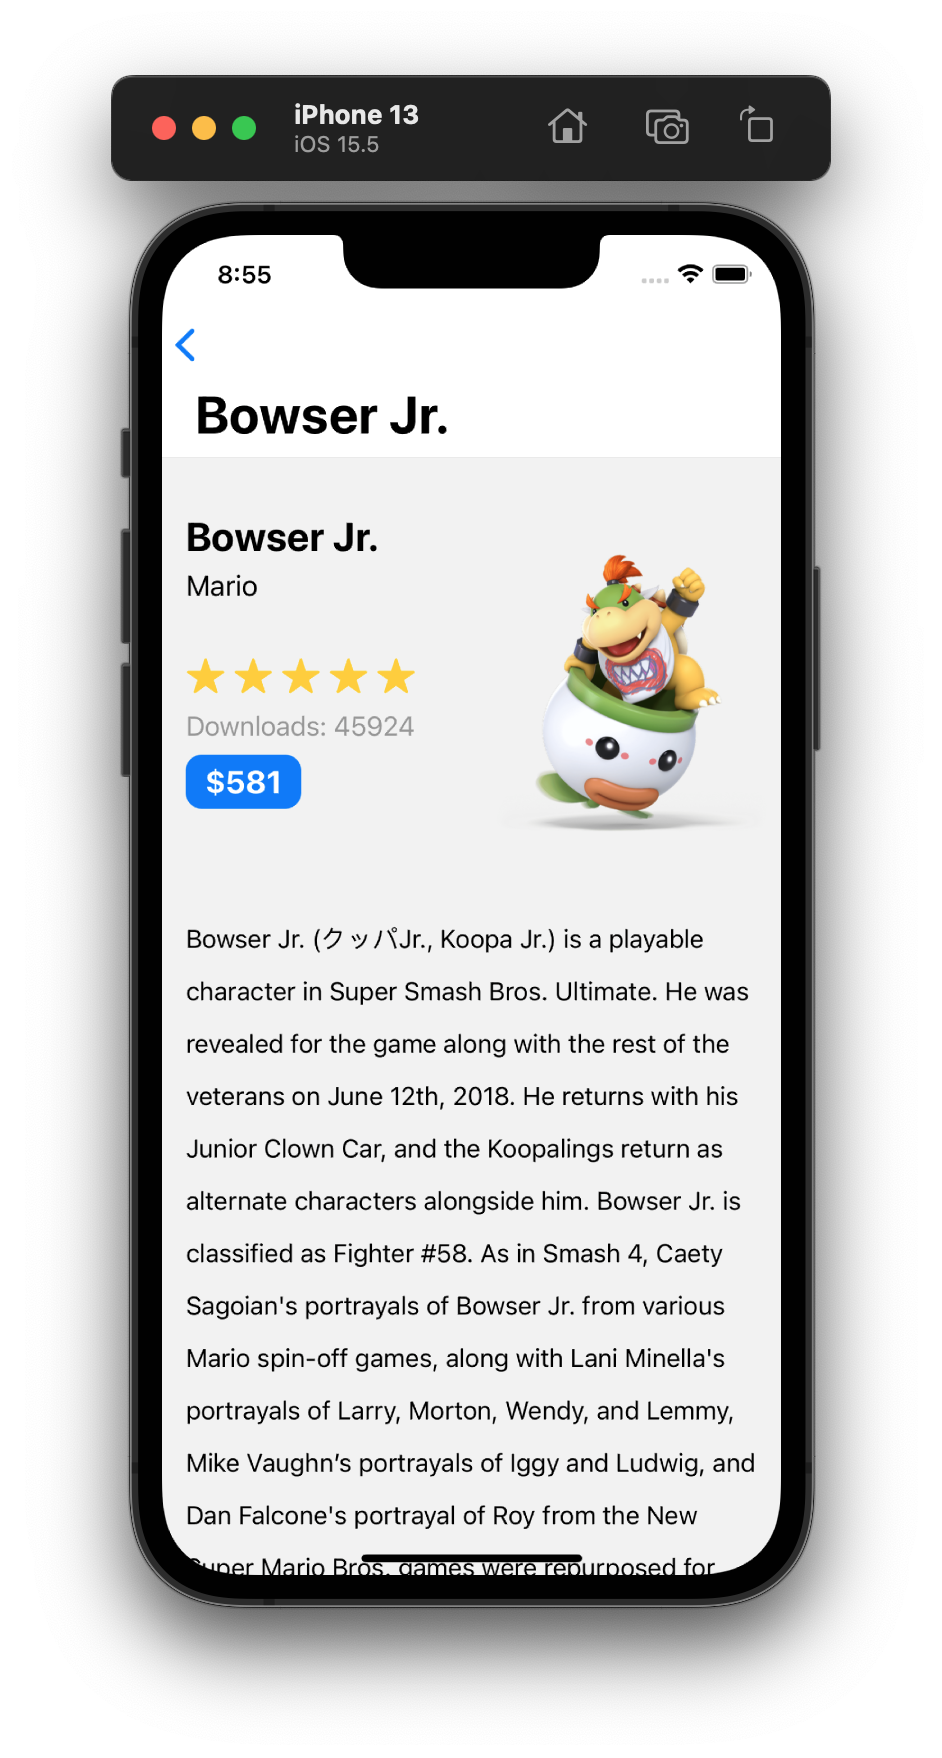 iPhone 13
iOS 15.5
8:55
Bowser Jr.
Bowser Jr.
Mario
Downloads: 45924
$581
Bowser Jr. (クッパJr., Koopa Jr.) is a playable
character in Super Smash Bros. Ultimate. He was
revealed for the game along with the rest of the
veterans on June 12th, 2018. He returns with his
Junior Clown Car, and the Koopalings return as
alternate characters alongside him. Bowser Jr. is
classified as Fighter #58. As in Smash 4, Caety
Sagoian's portrayals of Bowser Jr. from various
Mario spin-off games, along with Lani Minella's
portrayals of Larry, Morton, Wendy, and Lemmy,
Mike Vaughn’s portrayals of Iggy and Ludwig, and
Dan Falcone's portrayal of Roy from the New
Super Mario Bros. games were repurposed for